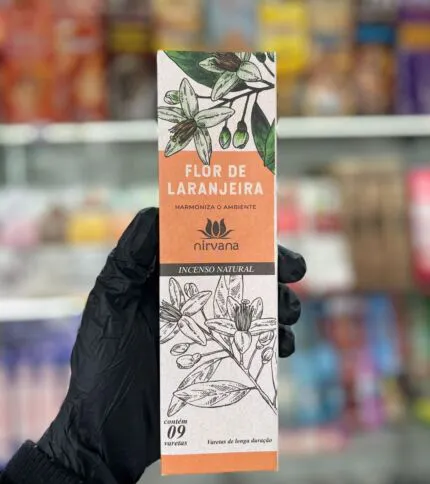 FLOR DE
LARANJEIRA
HARMONIZA O AMBIENTE
nirvana
INCENSO NATURAL
contém
09
varetas
Varetas de longa duração